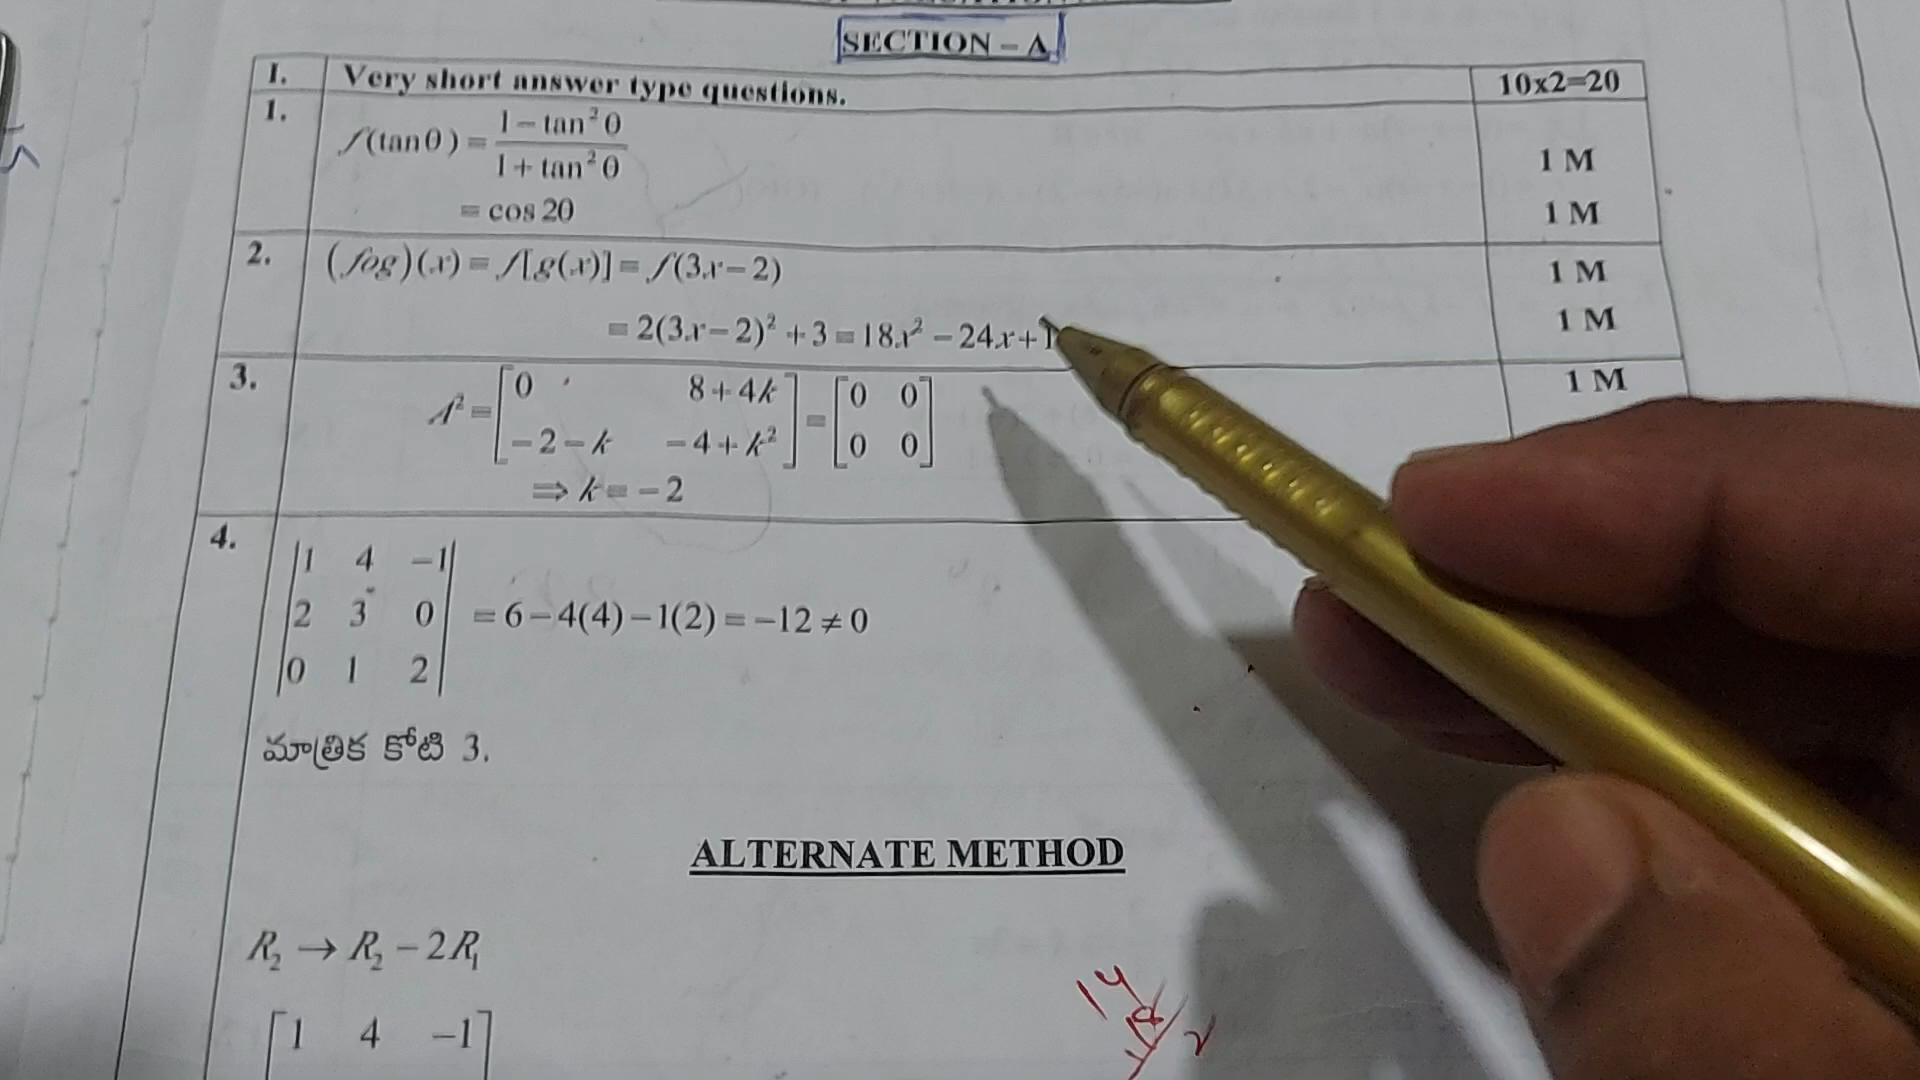 SECTION – A
I. Very short answer type questions. 10x2=20
1. f(tanθ) = (1 – tan²θ)/(1 + tan²θ) 1 M
= cos 2θ 1 M
2. (fog)(x) = f[g(x)] = f(3x – 2) 1 M
= 2(3x – 2)² + 3 = 18x² – 24x + 1 1 M
3. A² = [0 8 + 4k; –2 – k –4 + k²] = [0 0; 0 0] 1 M
⇒ k = –2
4. |1 4 –1|
|2 3 0| = 6 – 4(4) – 1(2) = –12 ≠ 0
|0 1 2|
మాత్రిక కోటి 3.
ALTERNATE METHOD
R₂ → R₂ – 2R₁
[1 4 –1]